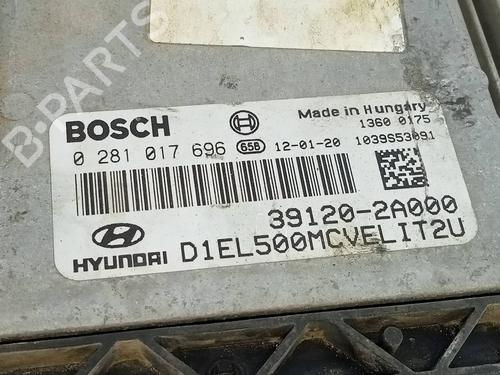 B-PARTS
BOSCH
Made in Hungary
1360 0175
0 281 017 696 G5B 12-01-20 1039S53091
39120-2A000
HYUNDAI D1EL500MCVELIT2U